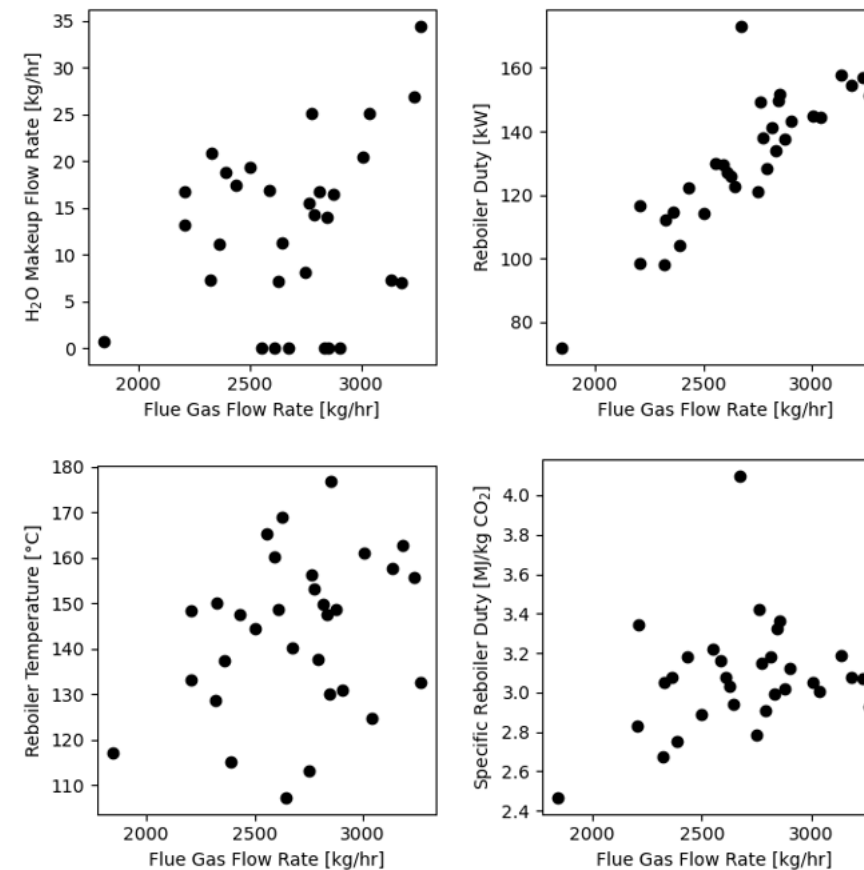 H₂O Makeup Flow Rate [kg/hr]
35
30
25
20
15
10
5
0
2000 2500 3000
Flue Gas Flow Rate [kg/hr]
Reboiler Duty [kW]
160
140
120
100
80
2000 2500 3000
Flue Gas Flow Rate [kg/hr]
Reboiler Temperature [°C]
180
170
160
150
140
130
120
110
2000 2500 3000
Flue Gas Flow Rate [kg/hr]
Specific Reboiler Duty [MJ/kg CO₂]
4.0
3.8
3.6
3.4
3.2
3.0
2.8
2.6
2.4
2000 2500 3000
Flue Gas Flow Rate [kg/hr]